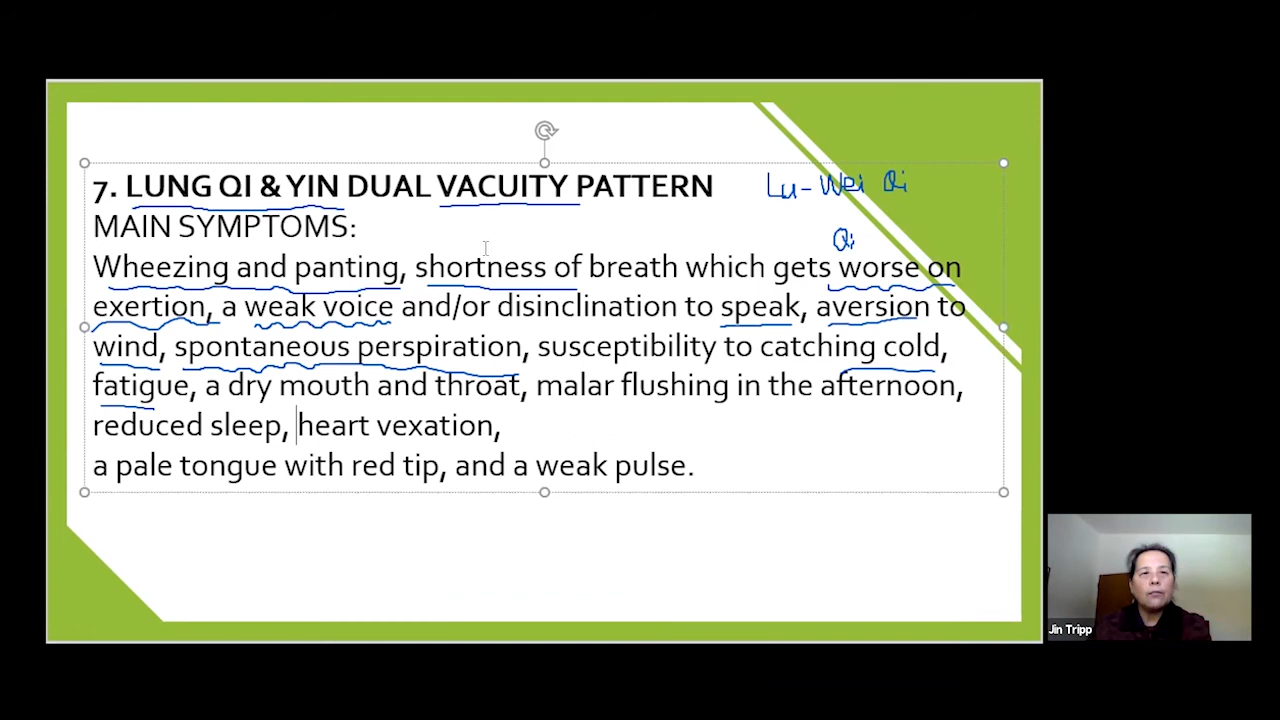 7. LUNG QI & YIN DUAL VACUITY PATTERN
Lu-Wei Qi
MAIN SYMPTOMS:
Qi
Wheezing and panting, shortness of breath which gets worse on
exertion, a weak voice and/or disinclination to speak, aversion to
wind, spontaneous perspiration, susceptibility to catching cold,
fatigue, a dry mouth and throat, malar flushing in the afternoon,
reduced sleep, heart vexation,
a pale tongue with red tip, and a weak pulse.
Jin Tripp